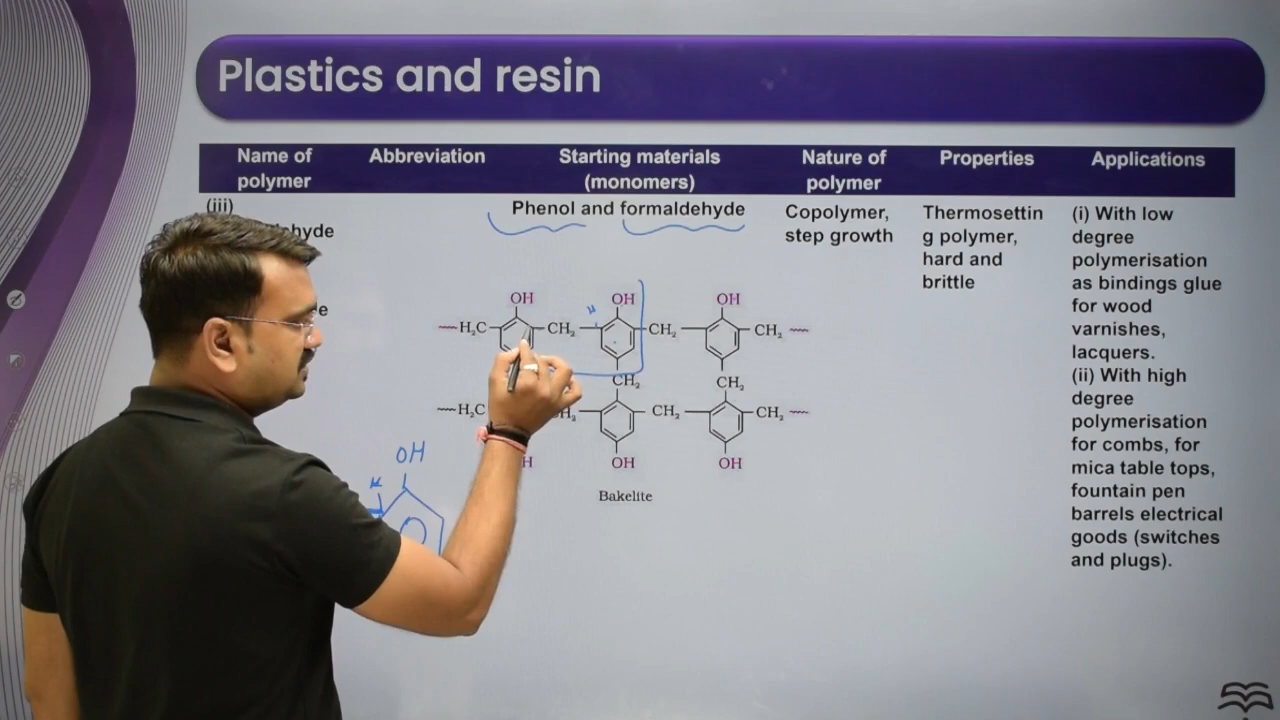 Plastics and resin
Name of polymer
Abbreviation
Starting materials (monomers)
Nature of polymer
Properties
Applications
(iii)
Phenol and formaldehyde
Copolymer,
step growth
Thermosettin
g polymer,
hard and
brittle
(i) With low
degree
polymerisation
as bindings glue
for wood
varnishes,
lacquers.
(ii) With high
degree
polymerisation
for combs, for
mica table tops,
fountain pen
barrels electrical
goods (switches
and plugs).
OH OH OH
H₂C CH₂ CH₂ CH₂
CH₂ CH₂
H₂C CH₂ CH₂
OH OH
Bakelite
OH